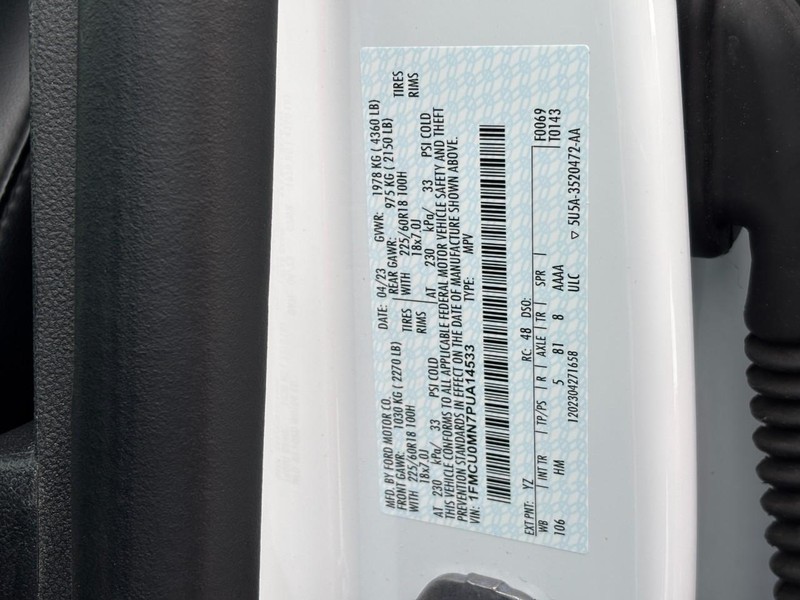 MFD. BY FORD MOTOR CO. DATE: 04/23 GVWR: 1978 KG ( 4360 LB)
FRONT GAWR: 1030 KG ( 2270 LB) REAR GAWR: 975 KG ( 2150 LB)
WITH 225/60R18 100H TIRES WITH 225/60R18 100H TIRES
18x7.0J RIMS 18x7.0J RIMS
AT 230 kPa/ 33 PSI COLD AT 230 kPa/ 33 PSI COLD
THIS VEHICLE CONFORMS TO ALL APPLICABLE FEDERAL MOTOR VEHICLE SAFETY AND THEFT
PREVENTION STANDARDS IN EFFECT ON THE DATE OF MANUFACTURE SHOWN ABOVE.
VIN: 1FMCU0MN7PUA14533 TYPE: MPV
EXT PNT: YZ RC: 48 DSO: F0069
WB INT TR TP/PS R AXLE TR SPR T0143
106 HM 5 81 8 AAAA
1202304271658 ULC ▽ 5U5A-3520472-AA